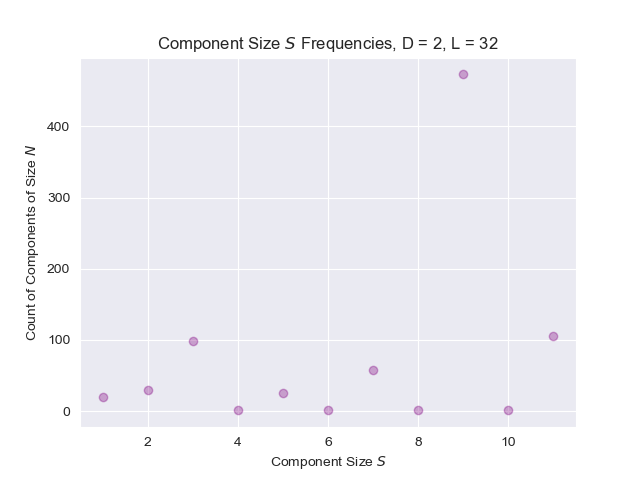 Component Size S Frequencies, D = 2, L = 32
Count of Components of Size N
400
300
200
100
0
2 4 6 8 10
Component Size S